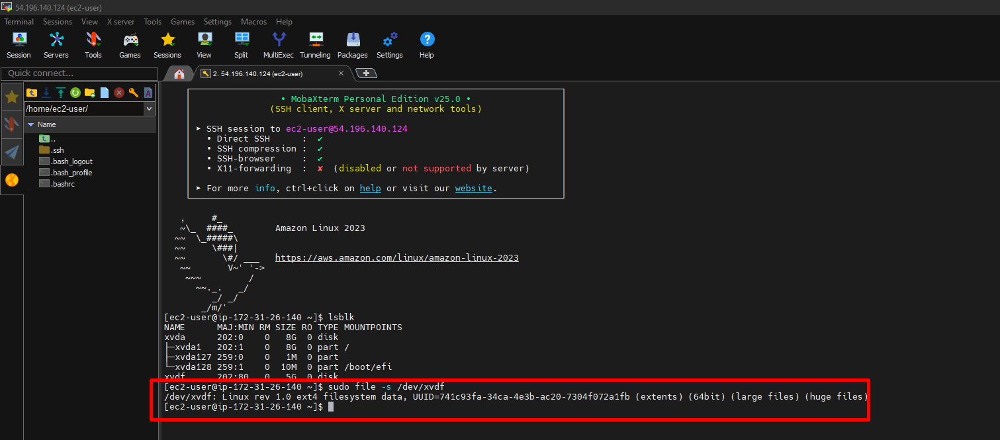 54.196.140.124 (ec2-user)
Terminal Sessions View X server Tools Games Settings Macros Help
Session Servers Tools Games Sessions View Split MultiExec Tunneling Packages Settings Help
Quick connect...
2. 54.196.140.124 (ec2-user)
/home/ec2-user/
Name
..
.ssh
.bash_logout
.bash_profile
.bashrc
• MobaXterm Personal Edition v25.0 •
(SSH client, X server and network tools)
➤ SSH session to ec2-user@54.196.140.124
• Direct SSH      :  ✔
• SSH compression :  ✔
• SSH-browser     :  ✔
• X11-forwarding  :  ✘  (disabled or not supported by server)
➤ For more info, ctrl+click on help or visit our website.
   ,     #_
   ~\_  ####_        Amazon Linux 2023
  ~~  \_#####\
  ~~     \###|
  ~~       \#/ ___   https://aws.amazon.com/linux/amazon-linux-2023
   ~~       V~' '->
    ~~~         /
      ~~._.   _/
         _/ _/
       _/m/'
[ec2-user@ip-172-31-26-140 ~]$ lsblk
NAME      MAJ:MIN RM SIZE RO TYPE MOUNTPOINTS
xvda      202:0    0   8G  0 disk
├─xvda1   202:1    0   8G  0 part /
├─xvda127 259:0    0   1M  0 part
└─xvda128 259:1    0  10M  0 part /boot/efi
xvdf      202:80   0   5G  0 disk
[ec2-user@ip-172-31-26-140 ~]$ sudo file -s /dev/xvdf
/dev/xvdf: Linux rev 1.0 ext4 filesystem data, UUID=741c93fa-34ca-4e3b-ac20-7304f072a1fb (extents) (64bit) (large files) (huge files)
[ec2-user@ip-172-31-26-140 ~]$